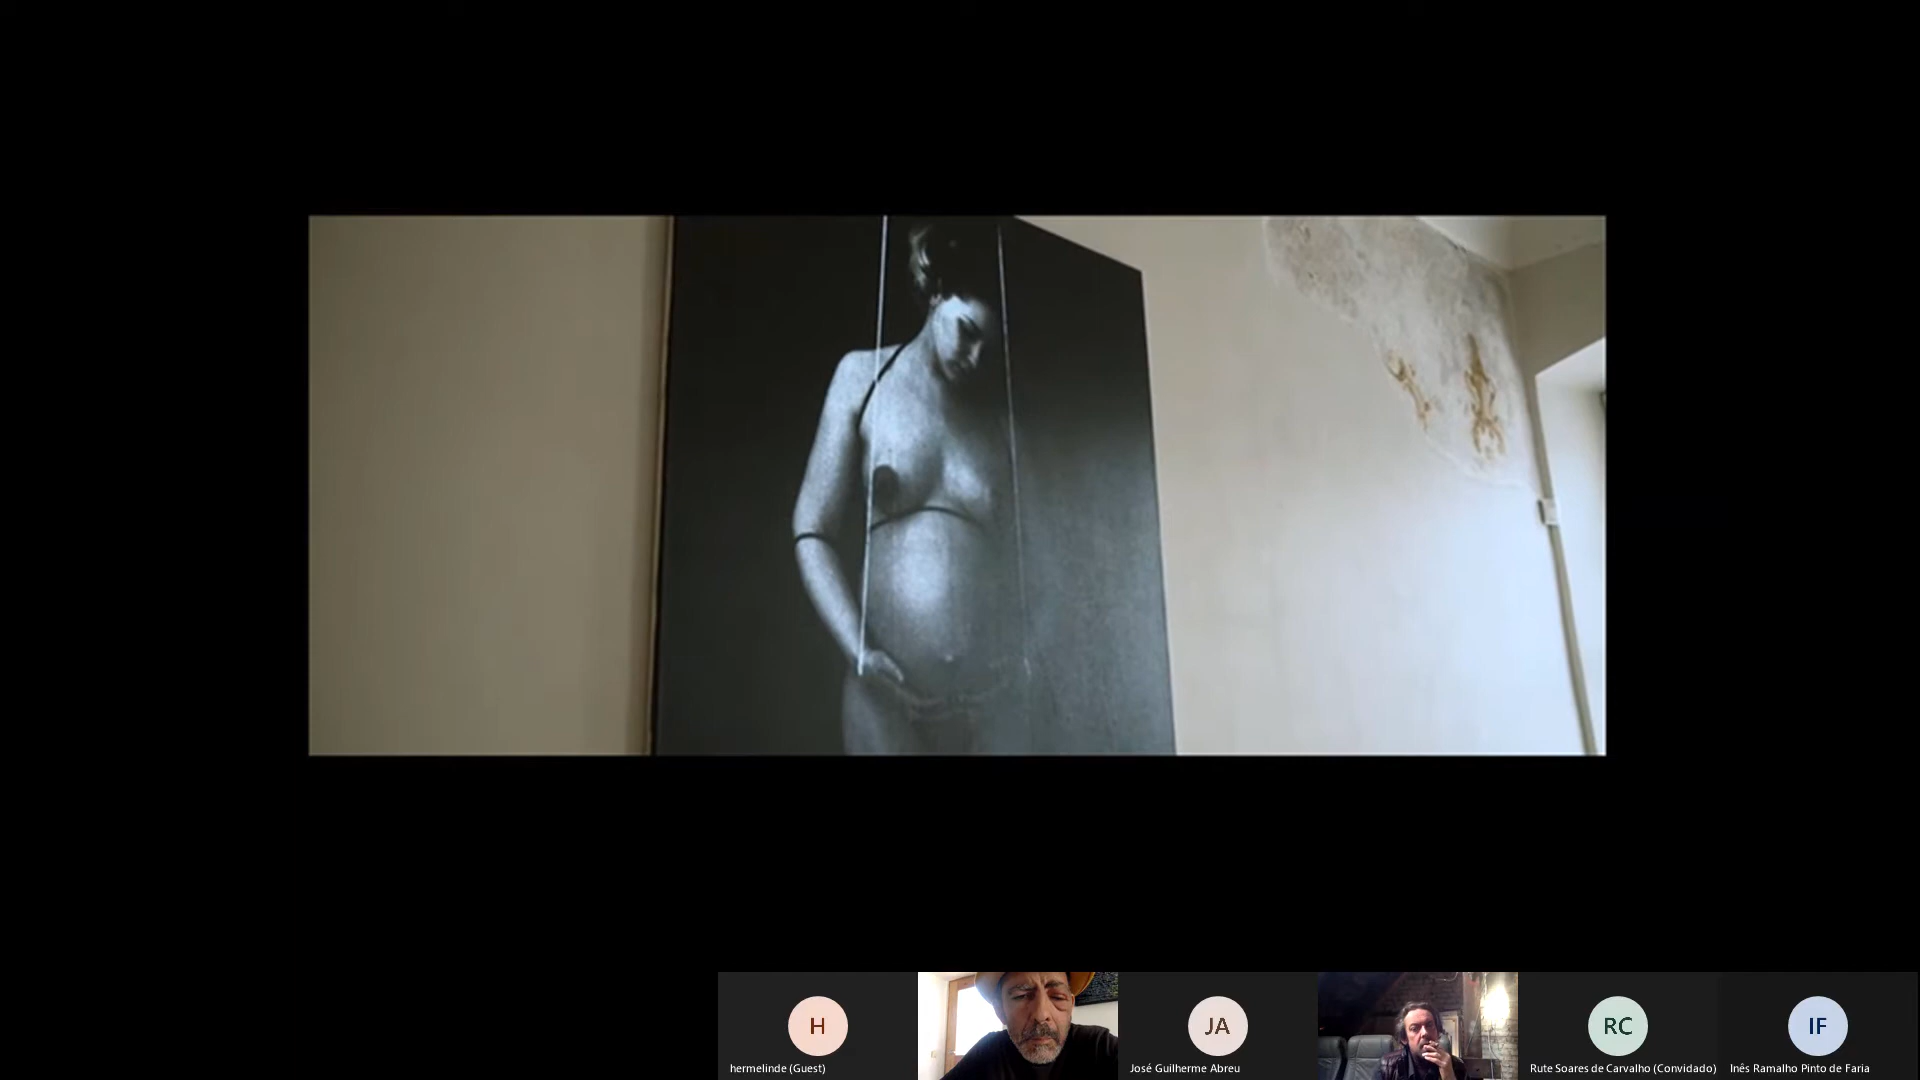 H
JA
RC
IF
hermelinde (Guest)
José Guilherme Abreu
Rute Soares de Carvalho (Convidado)
Inês Ramalho Pinto de Faria